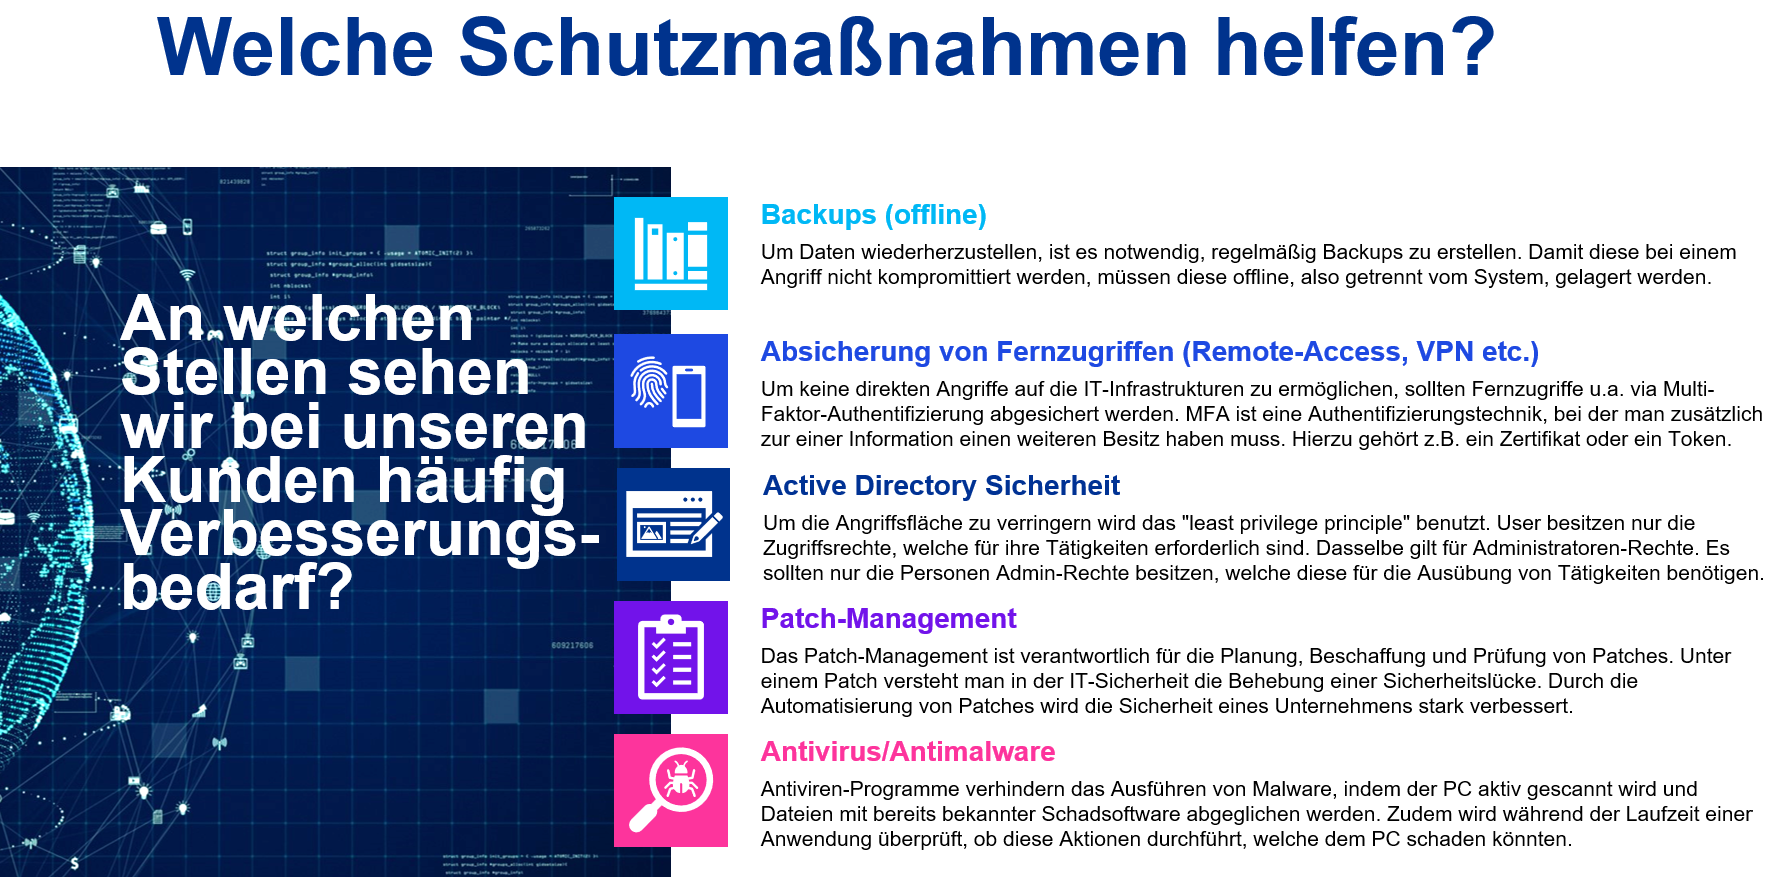 Welche Schutzmaßnahmen helfen?
An welchen
Stellen sehen
wir bei unseren
Kunden häufig
Verbesserungs-
bedarf?
Backups (offline)
Um Daten wiederherzustellen, ist es notwendig, regelmäßig Backups zu erstellen. Damit diese bei einem
Angriff nicht kompromittiert werden, müssen diese offline, also getrennt vom System, gelagert werden.
Absicherung von Fernzugriffen (Remote-Access, VPN etc.)
Um keine direkten Angriffe auf die IT-Infrastrukturen zu ermöglichen, sollten Fernzugriffe u.a. via Multi-
Faktor-Authentifizierung abgesichert werden. MFA ist eine Authentifizierungstechnik, bei der man zusätzlich
zur einer Information einen weiteren Besitz haben muss. Hierzu gehört z.B. ein Zertifikat oder ein Token.
Active Directory Sicherheit
Um die Angriffsfläche zu verringern wird das "least privilege principle" benutzt. User besitzen nur die
Zugriffsrechte, welche für ihre Tätigkeiten erforderlich sind. Dasselbe gilt für Administratoren-Rechte. Es
sollten nur die Personen Admin-Rechte besitzen, welche diese für die Ausübung von Tätigkeiten benötigen.
Patch-Management
Das Patch-Management ist verantwortlich für die Planung, Beschaffung und Prüfung von Patches. Unter
einem Patch versteht man in der IT-Sicherheit die Behebung einer Sicherheitslücke. Durch die
Automatisierung von Patches wird die Sicherheit eines Unternehmens stark verbessert.
Antivirus/Antimalware
Antiviren-Programme verhindern das Ausführen von Malware, indem der PC aktiv gescannt wird und
Dateien mit bereits bekannter Schadsoftware abgeglichen werden. Zudem wird während der Laufzeit einer
Anwendung überprüft, ob diese Aktionen durchführt, welche dem PC schaden könnten.
609217606